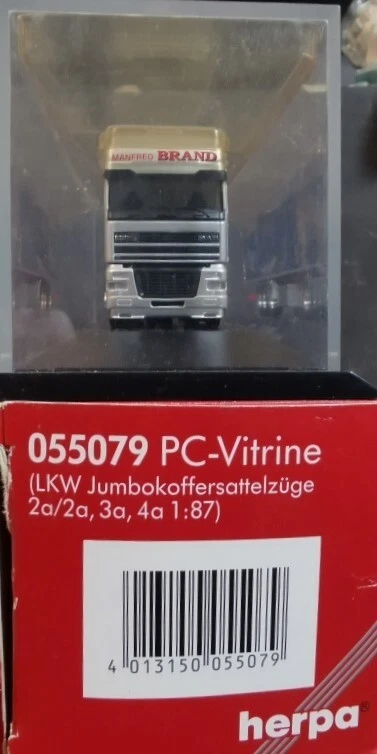 MANFRED BRAND
055079 PC-Vitrine
(LKW Jumbokoffersattelzüge
2a/2a, 3a, 4a 1:87)
4 013150 055079
herpa®